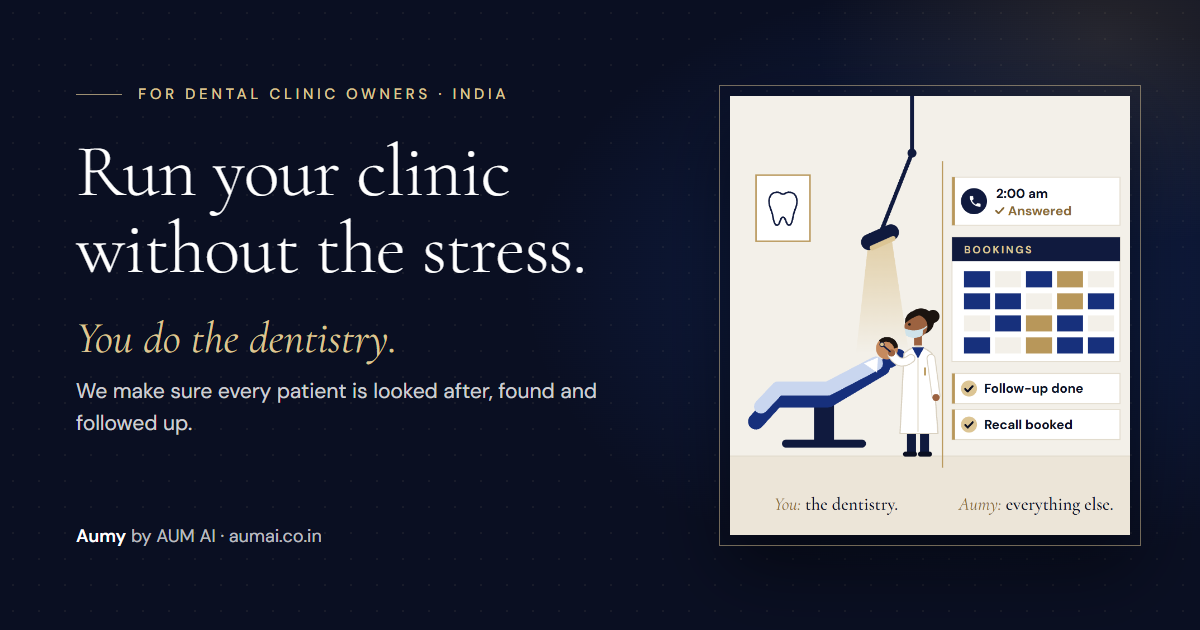 FOR DENTAL CLINIC OWNERS · INDIA
Run your clinic
without the stress.
You do the dentistry.
We make sure every patient is looked after, found and
followed up.
Aumy by AUM AI · aumai.co.in
2:00 am
✓ Answered
BOOKINGS
Follow-up done
Recall booked
You: the dentistry.
Aumy: everything else.